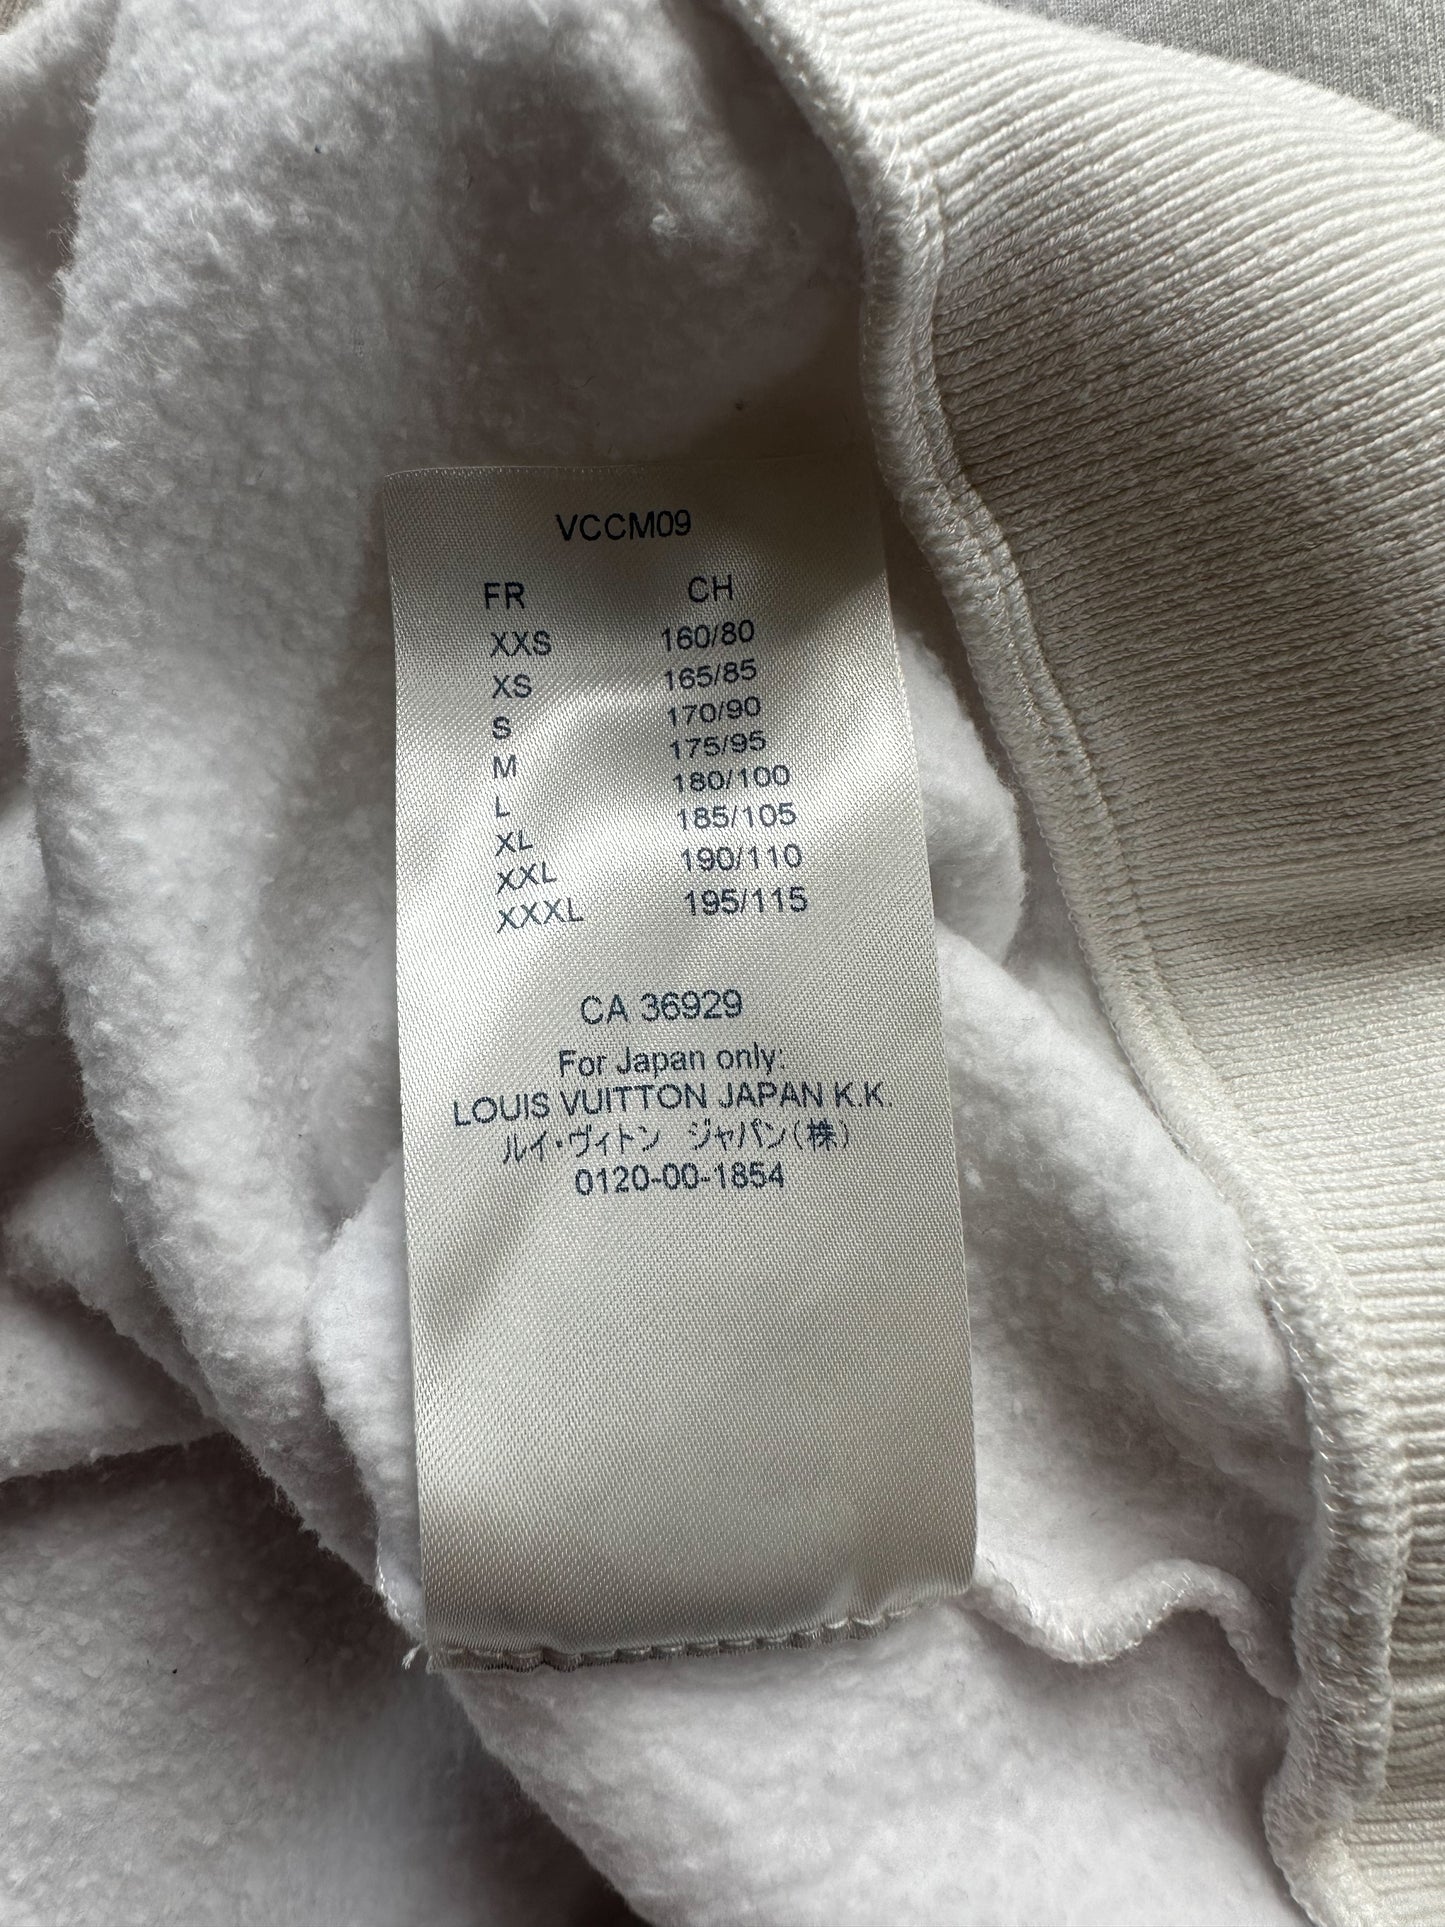 VCCM09
FR CH
XXS 160/80
XS 165/85
S 170/90
M 175/95
L 180/100
XL 185/105
XXL 190/110
XXXL 195/115
CA 36929
For Japan only:
LOUIS VUITTON JAPAN K.K.
ルイ・ヴィトン ジャパン(株)
0120-00-1854